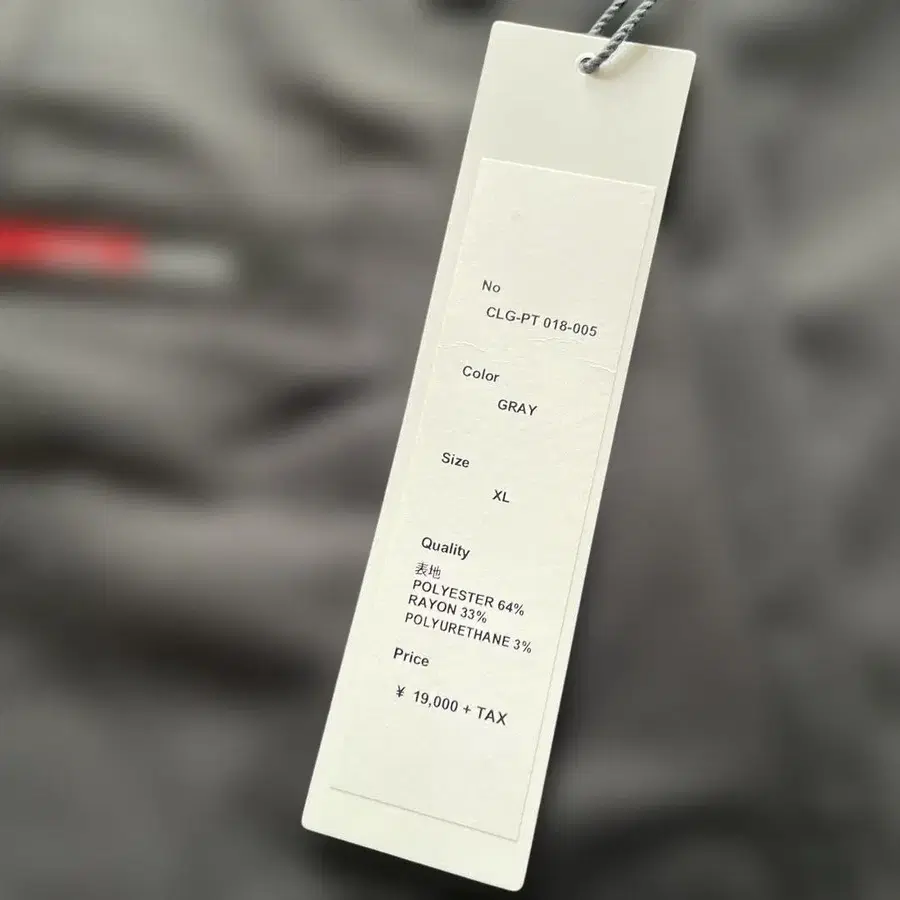 No
CLG-PT 018-005
Color
GRAY
Size
XL
Quality
表地
POLYESTER 64%
RAYON 33%
POLYURETHANE 3%
Price
¥ 19,000 + TAX